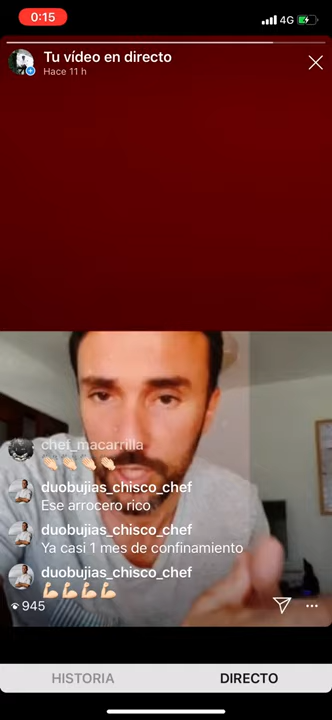 0:15
4G
Tu vídeo en directo
Hace 11 h
chef_macarrilla
👏🏻👏🏻👏🏻👏🏻
duobujias_chisco_chef
Ese arrocero rico
duobujias_chisco_chef
Ya casi 1 mes de confinamiento
duobujias_chisco_chef
💪🏻💪🏻💪🏻💪🏻
945
HISTORIA
DIRECTO